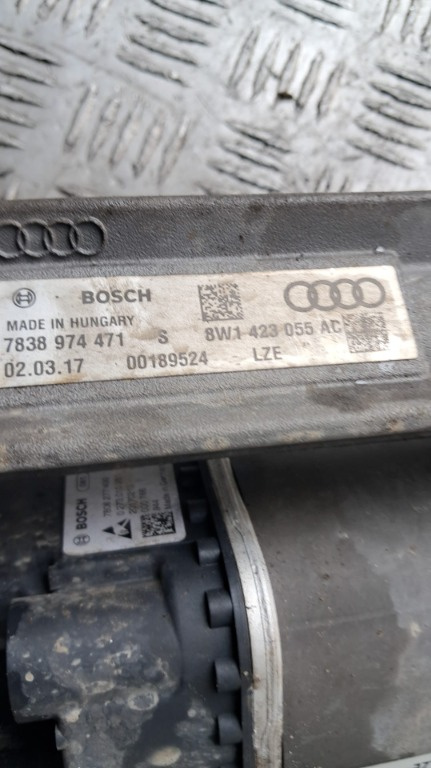 BOSCH
MADE IN HUNGARY
7838 974 471 S 8W1 423 055 AC
02.03.17 00189524 LZE
BOSCH